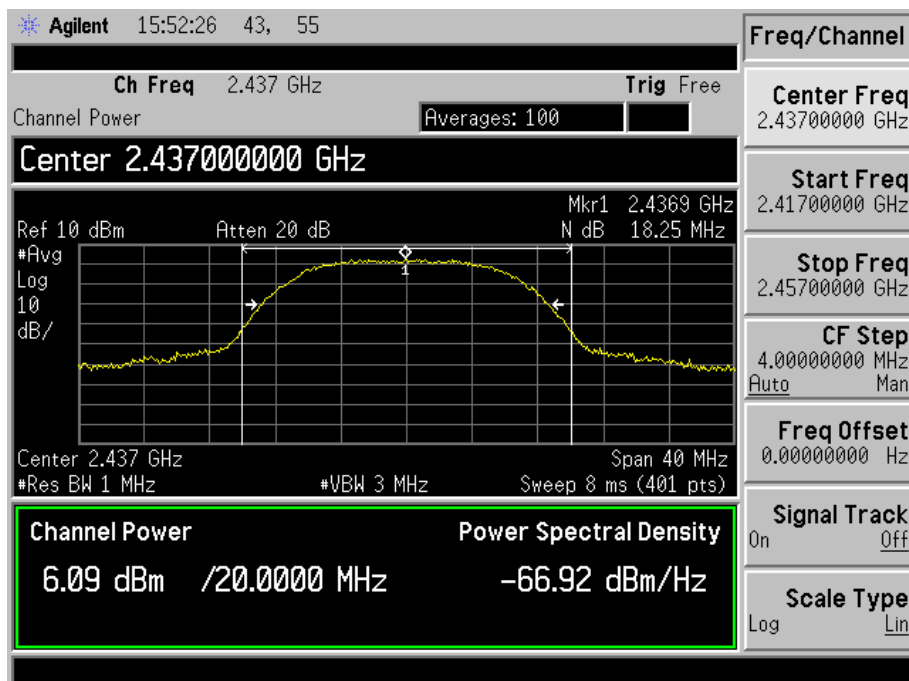 Agilent 15:52:26 43, 55
Freq/Channel
Ch Freq 2.437 GHz Trig Free
Channel Power
Averages: 100
Center 2.437000000 GHz
Mkr1 2.4369 GHz
Ref 10 dBm Atten 20 dB N dB 18.25 MHz
#Avg
Log
10
dB/
1
Center 2.437 GHz Span 40 MHz
#Res BW 1 MHz #VBW 3 MHz Sweep 8 ms (401 pts)
Channel Power Power Spectral Density
6.09 dBm /20.0000 MHz -66.92 dBm/Hz
Center Freq
2.43700000 GHz
Start Freq
2.41700000 GHz
Stop Freq
2.45700000 GHz
CF Step
4.00000000 MHz
Auto Man
Freq Offset
0.00000000 Hz
Signal Track
On Off
Scale Type
Log Lin